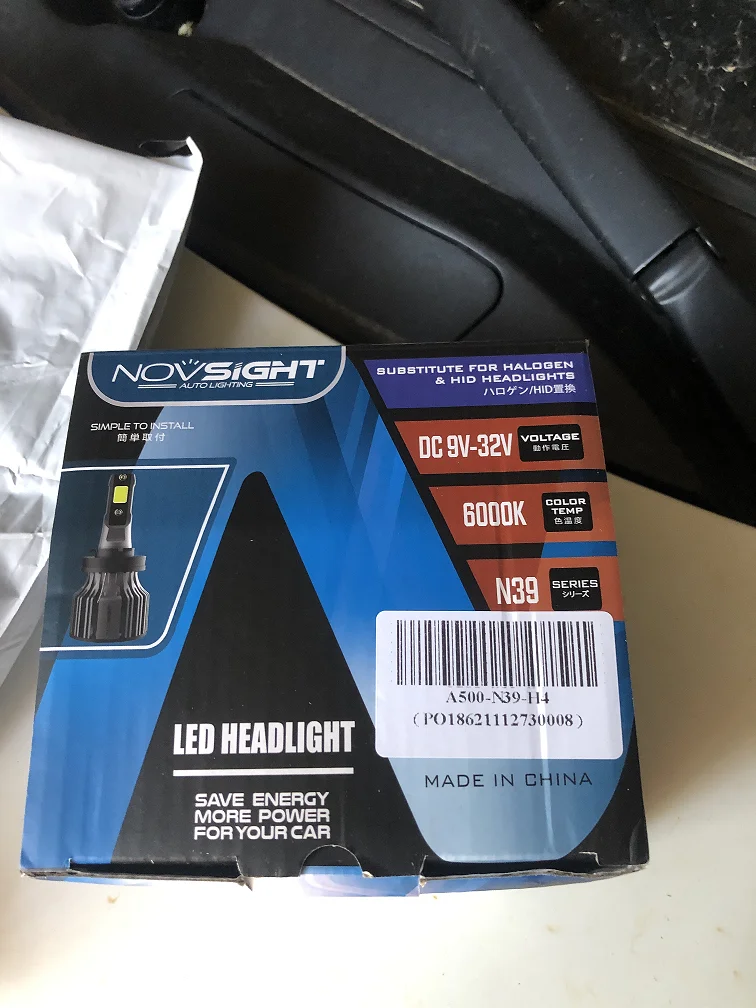 NOVSIGHT
AUTO LIGHTING
SIMPLE TO INSTALL
簡単取付
SUBSTITUTE FOR HALOGEN
& HID HEADLIGHTS
ハロゲン/HID置換
DC 9V-32V VOLTAGE
動作電圧
6000K COLOR
TEMP
色温度
N39 SERIES
シリーズ
A500-N39-H4
(PO18621112730008)
LED HEADLIGHT
SAVE ENERGY
MORE POWER
FOR YOUR CAR
MADE IN CHINA